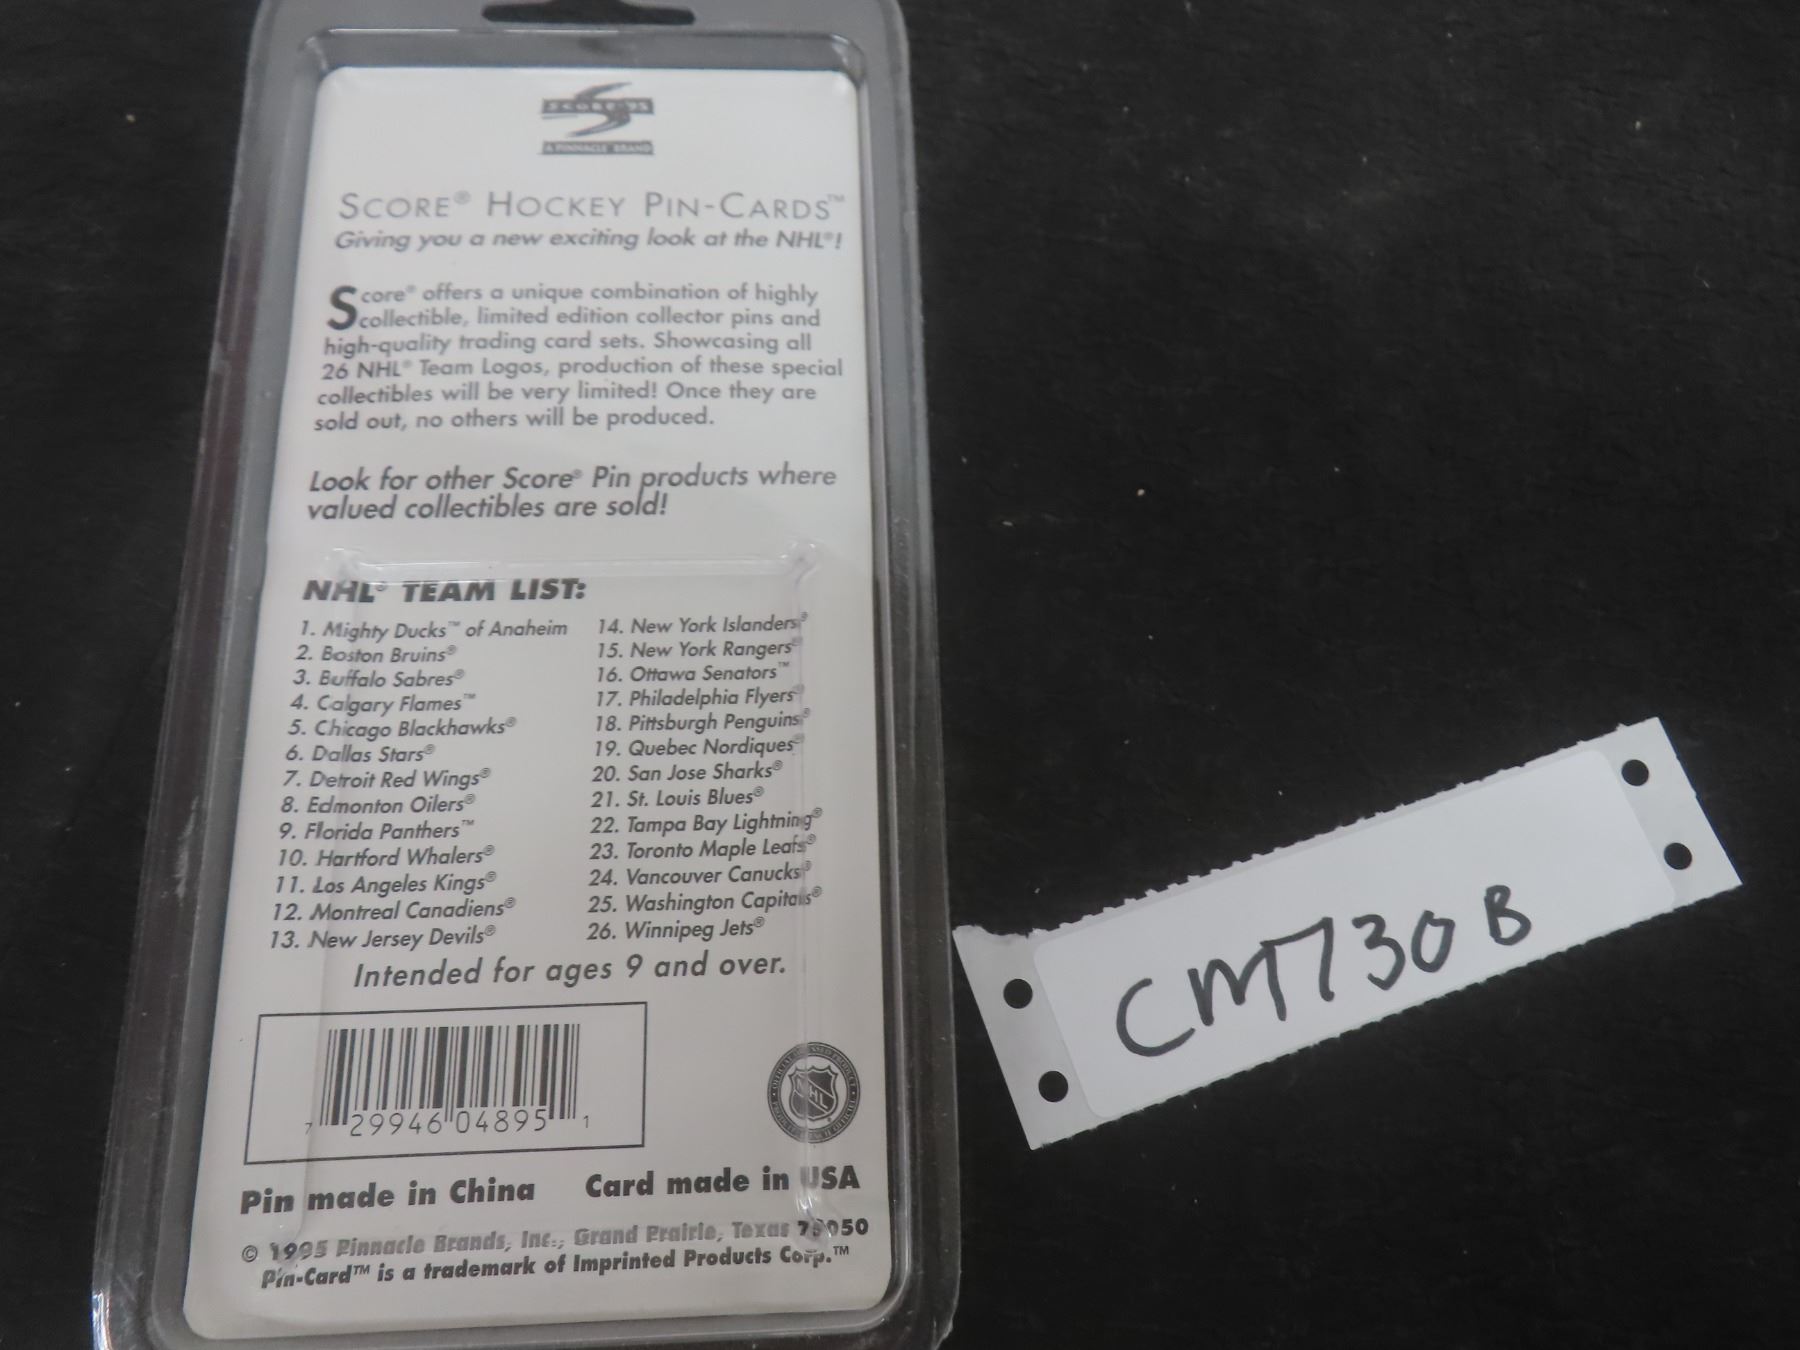 SCORE 95
A PINNACLE BRAND
SCORE® HOCKEY PIN-CARDS™
Giving you a new exciting look at the NHL®!
Score® offers a unique combination of highly
collectible, limited edition collector pins and
high-quality trading card sets. Showcasing all
26 NHL® Team Logos, production of these special
collectibles will be very limited! Once they are
sold out, no others will be produced.
Look for other Score® Pin products where
valued collectibles are sold!
NHL® TEAM LIST:
1. Mighty Ducks™ of Anaheim
2. Boston Bruins®
3. Buffalo Sabres®
4. Calgary Flames™
5. Chicago Blackhawks®
6. Dallas Stars®
7. Detroit Red Wings®
8. Edmonton Oilers®
9. Florida Panthers™
10. Hartford Whalers®
11. Los Angeles Kings®
12. Montreal Canadiens®
13. New Jersey Devils®
14. New York Islanders®
15. New York Rangers®
16. Ottawa Senators™
17. Philadelphia Flyers®
18. Pittsburgh Penguins®
19. Quebec Nordiques®
20. San Jose Sharks®
21. St. Louis Blues®
22. Tampa Bay Lightning®
23. Toronto Maple Leafs®
24. Vancouver Canucks®
25. Washington Capitals®
26. Winnipeg Jets®
Intended for ages 9 and over.
7 29946 04895 1
NHL
Pin made in China Card made in USA
© 1995 Pinnacle Brands, Inc., Grand Prairie, Texas 75050
Pin-Card™ is a trademark of Imprinted Products Corp.™
CM730B